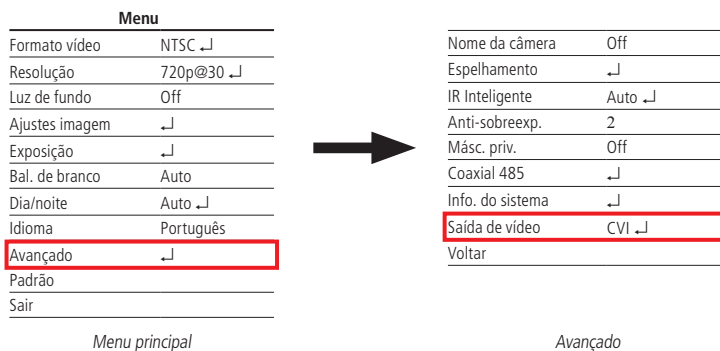 Menu
Formato vídeo NTSC ↵
Resolução 720p@30 ↵
Luz de fundo Off
Ajustes imagem ↵
Exposição ↵
Bal. de branco Auto
Dia/noite Auto ↵
Idioma Português
Avançado ↵
Padrão
Sair
Menu principal
Nome da câmera Off
Espelhamento ↵
IR Inteligente Auto ↵
Anti-sobreexp. 2
Másc. priv. Off
Coaxial 485 ↵
Info. do sistema ↵
Saída de vídeo CVI ↵
Voltar
Avançado